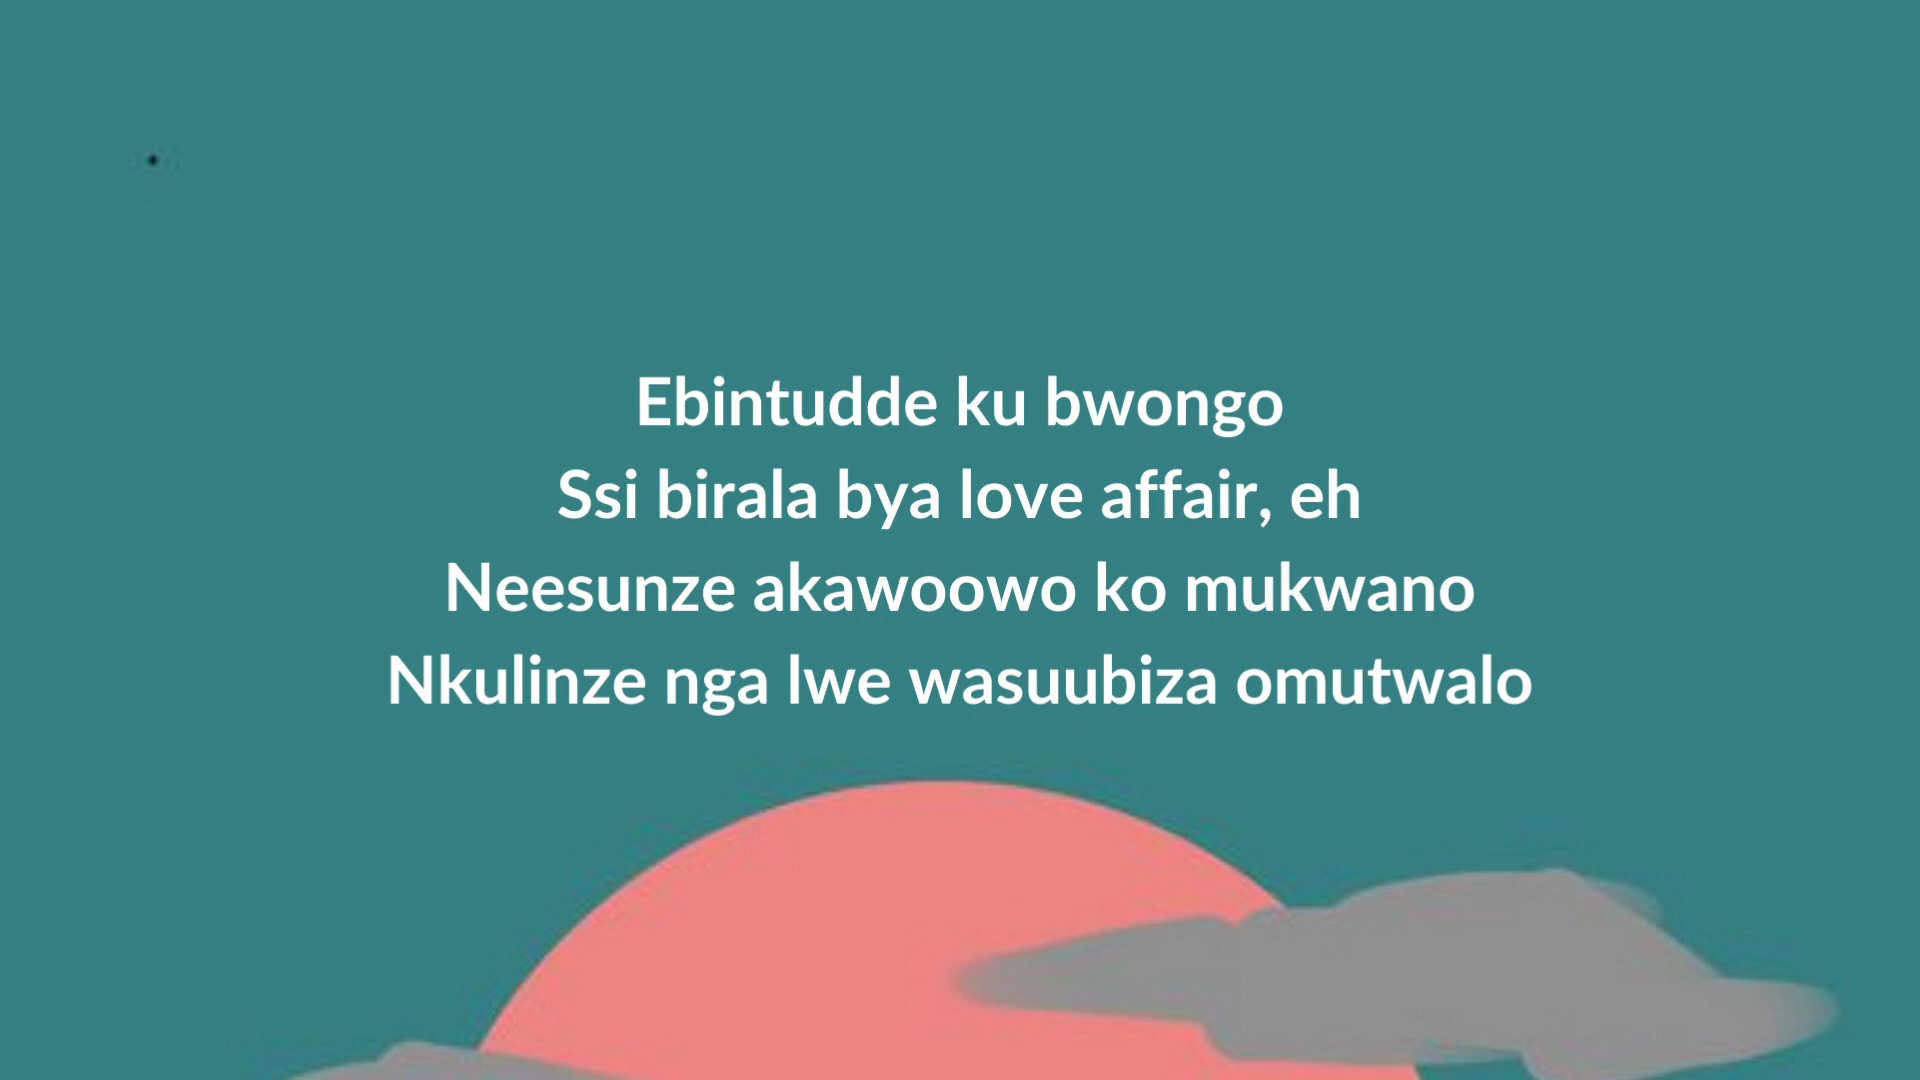 Ebintudde ku bwongo
Ssi birala bya love affair, eh
Neesunze akawoowo ko mukwano
Nkulinze nga lwe wasuubiza omutwalo